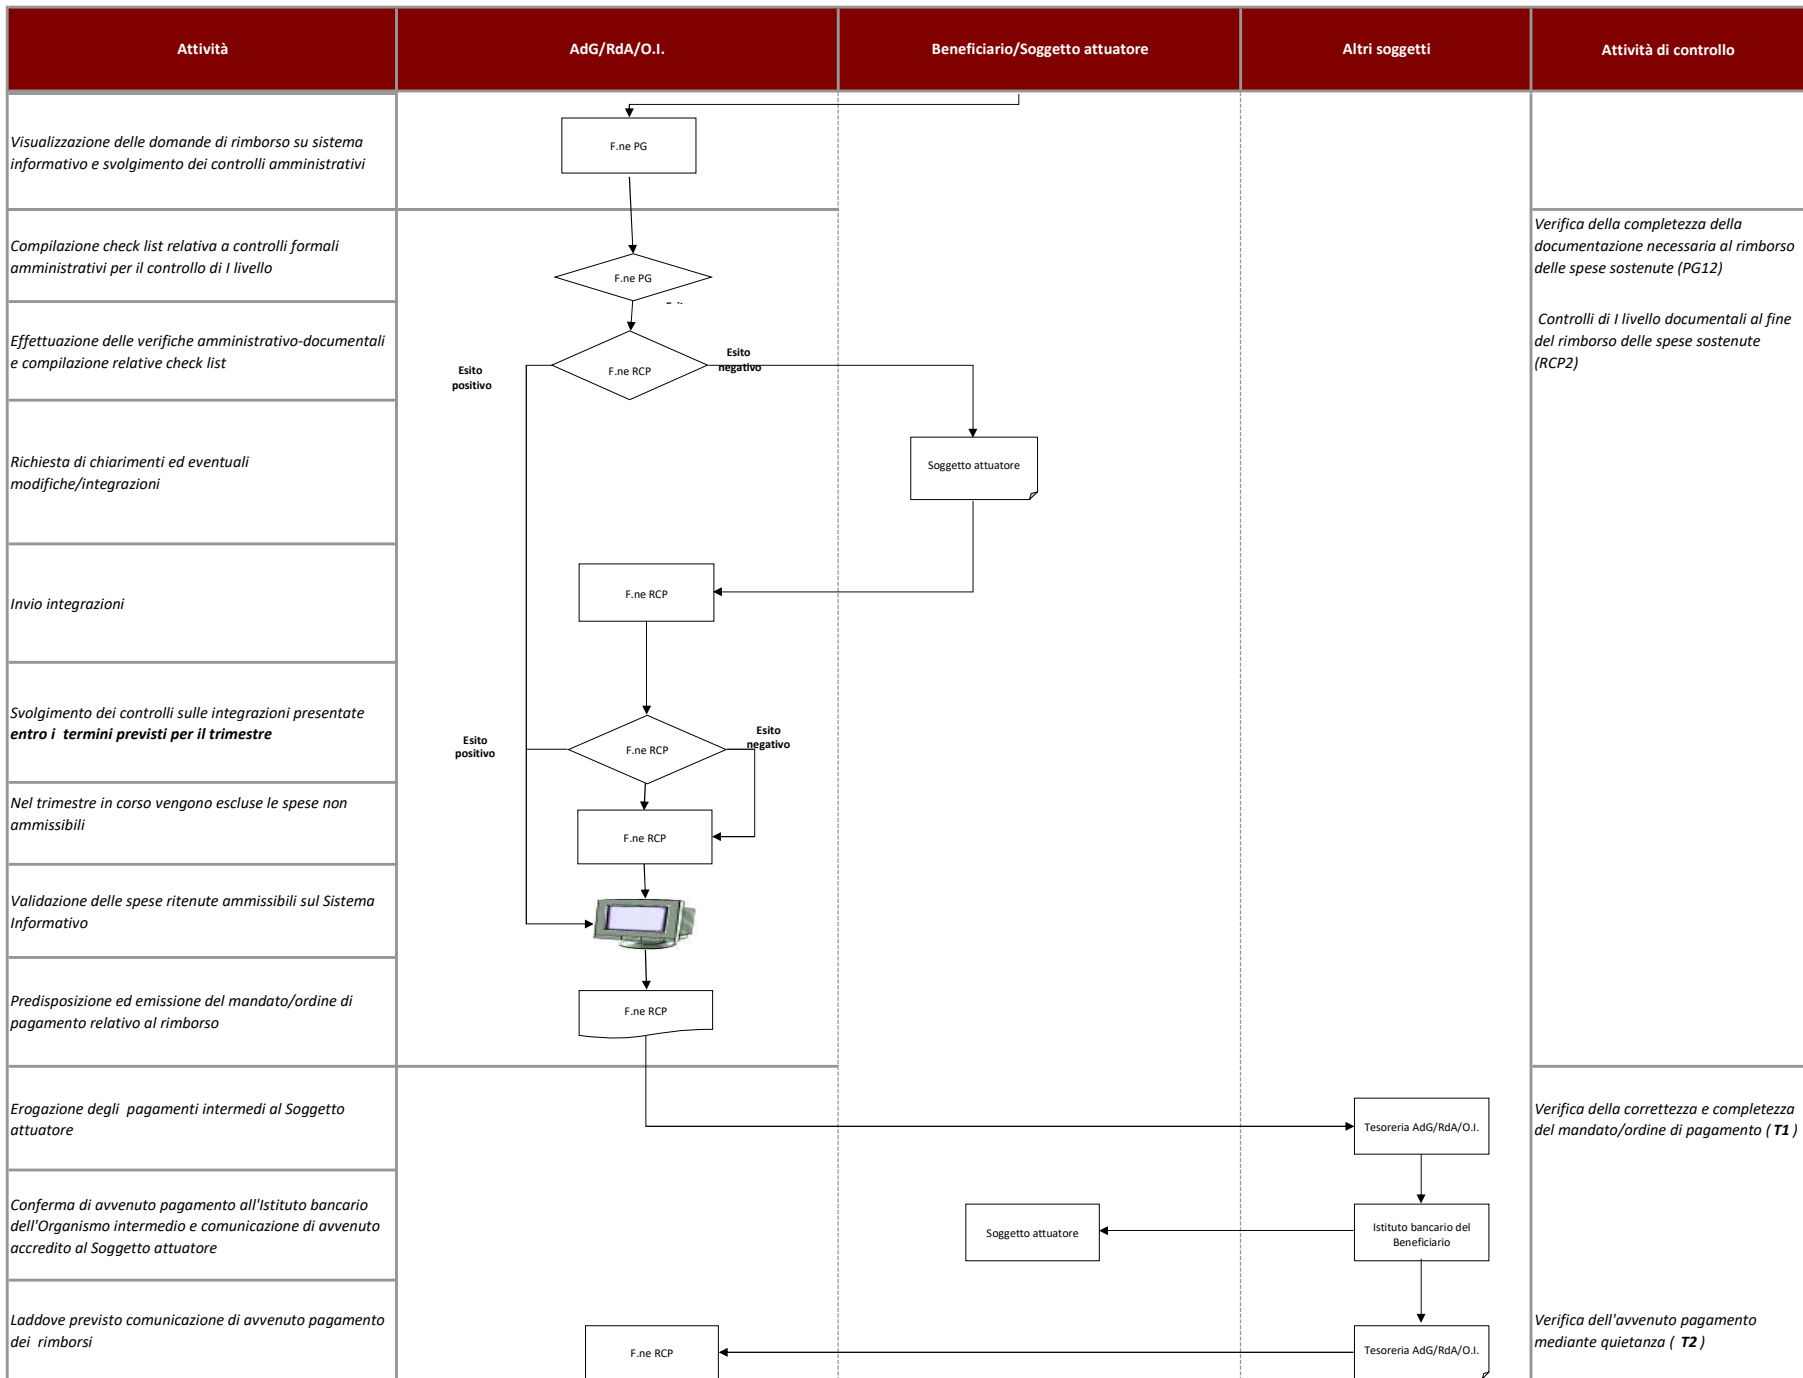 Attività
AdG/RdA/O.I.
Beneficiario/Soggetto attuatore
Altri soggetti
Attività di controllo
Visualizzazione delle domande di rimborso su sistema
informativo e svolgimento dei controlli amministrativi
F.ne PG
Compilazione check list relativa a controlli formali
amministrativi per il controllo di I livello
F.ne PG
Verifica della completezza della
documentazione necessaria al rimborso
delle spese sostenute (PG12)
Effettuazione delle verifiche amministrativo-documentali
e compilazione relative check list
Esito
positivo
F.ne RCP
Esito
negativo
Controlli di I livello documentali al fine
del rimborso delle spese sostenute
(RCP2)
Richiesta di chiarimenti ed eventuali
modifiche/integrazioni
Soggetto attuatore
Invio integrazioni
F.ne RCP
Svolgimento dei controlli sulle integrazioni presentate
entro i termini previsti per il trimestre
Esito
positivo
F.ne RCP
Esito
negativo
Nel trimestre in corso vengono escluse le spese non
ammissibili
F.ne RCP
Validazione delle spese ritenute ammissibili sul Sistema
Informativo
Predisposizione ed emissione del mandato/ordine di
pagamento relativo al rimborso
F.ne RCP
Erogazione degli pagamenti intermedi al Soggetto
attuatore
Tesoreria AdG/RdA/O.I.
Verifica della correttezza e completezza
del mandato/ordine di pagamento ( T1 )
Conferma di avvenuto pagamento all'Istituto bancario
dell'Organismo intermedio e comunicazione di avvenuto
accredito al Soggetto attuatore
Soggetto attuatore
Istituto bancario del
Beneficiario
Laddove previsto comunicazione di avvenuto pagamento
dei rimborsi
F.ne RCP
Tesoreria AdG/RdA/O.I.
Verifica dell'avvenuto pagamento
mediante quietanza ( T2 )